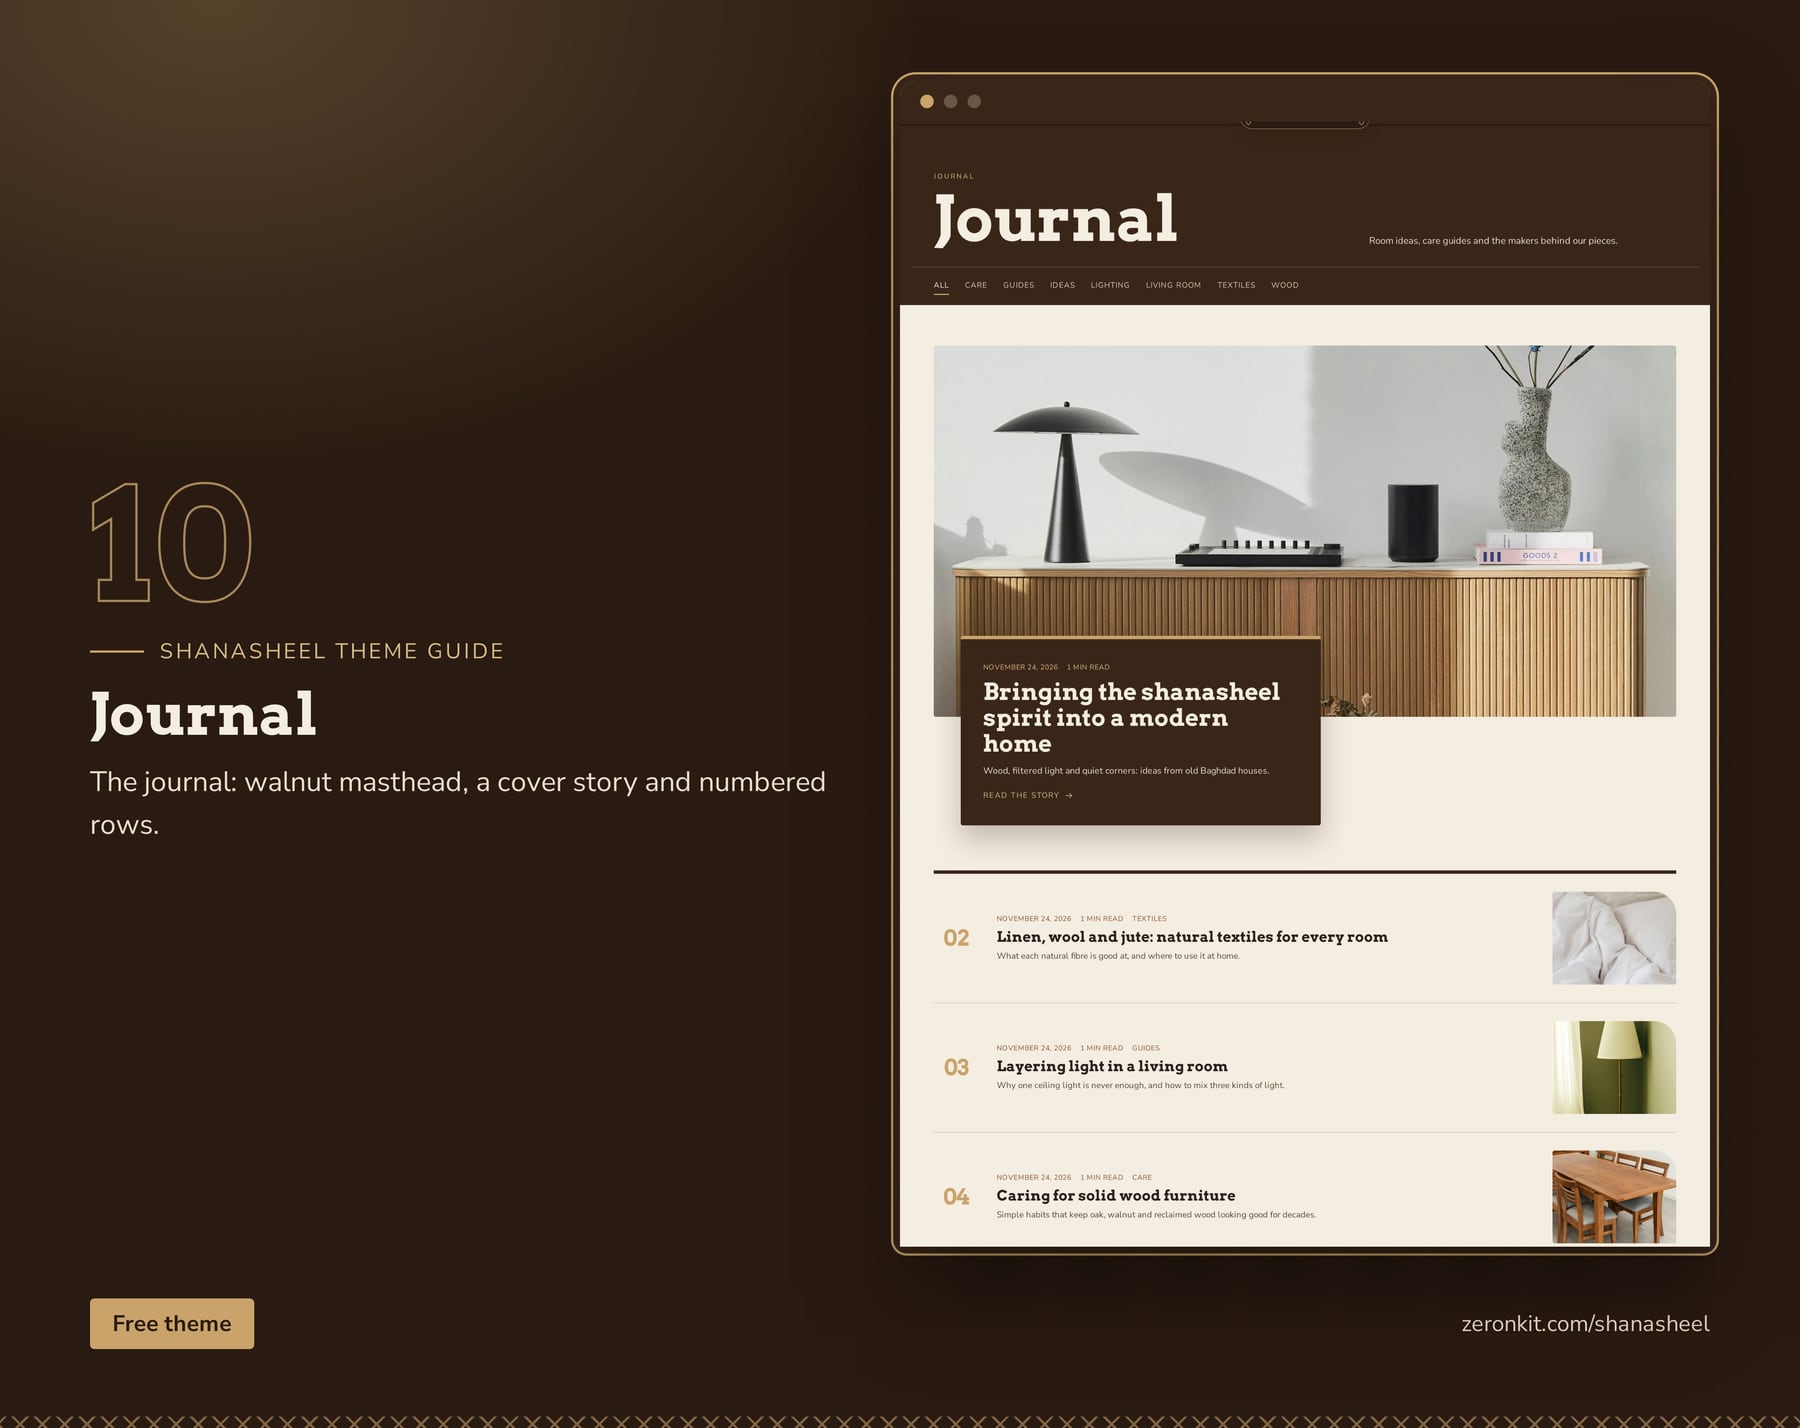 10
SHANASHEEL THEME GUIDE
Journal
The journal: walnut masthead, a cover story and numbered
rows.
Free theme
JOURNAL
Journal
Room ideas, care guides and the makers behind our pieces.
ALL CARE GUIDES IDEAS LIGHTING LIVING ROOM TEXTILES WOOD
GOODS 2
NOVEMBER 24, 2026 1 MIN READ
Bringing the shanasheel
spirit into a modern
home
Wood, filtered light and quiet corners: ideas from old Baghdad houses.
READ THE STORY →
02
NOVEMBER 24, 2026 1 MIN READ TEXTILES
Linen, wool and jute: natural textiles for every room
What each natural fibre is good at, and where to use it at home.
03
NOVEMBER 24, 2026 1 MIN READ GUIDES
Layering light in a living room
Why one ceiling light is never enough, and how to mix three kinds of light.
04
NOVEMBER 24, 2026 1 MIN READ CARE
Caring for solid wood furniture
Simple habits that keep oak, walnut and reclaimed wood looking good for decades.
zeronkit.com/shanasheel